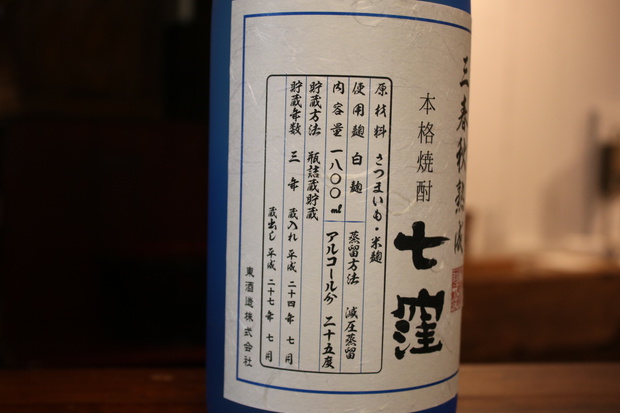 三春秋熟成
本格焼酎
七窪
原材料 さつまいも・米麹
使用麹 白麹 蒸留方法 減圧蒸留
内容量 一八〇〇ml アルコール分 二十五度
貯蔵方法 瓶詰蔵貯蔵
貯蔵年数 三年 蔵入れ 平成二十四年 七月
蔵出し 平成二十七年 七月
東酒造株式会社